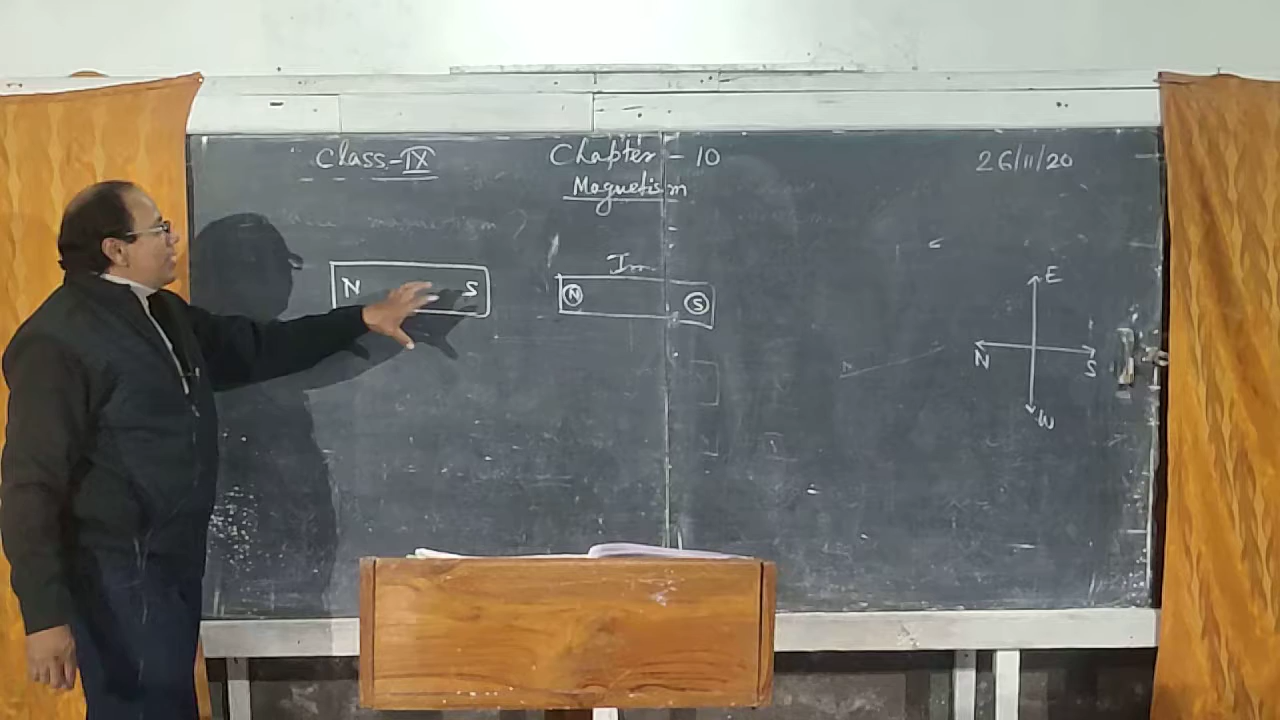 Class-IX
Chapter - 10
26/11/20
Magnetism
N S
N S
E
N S
W